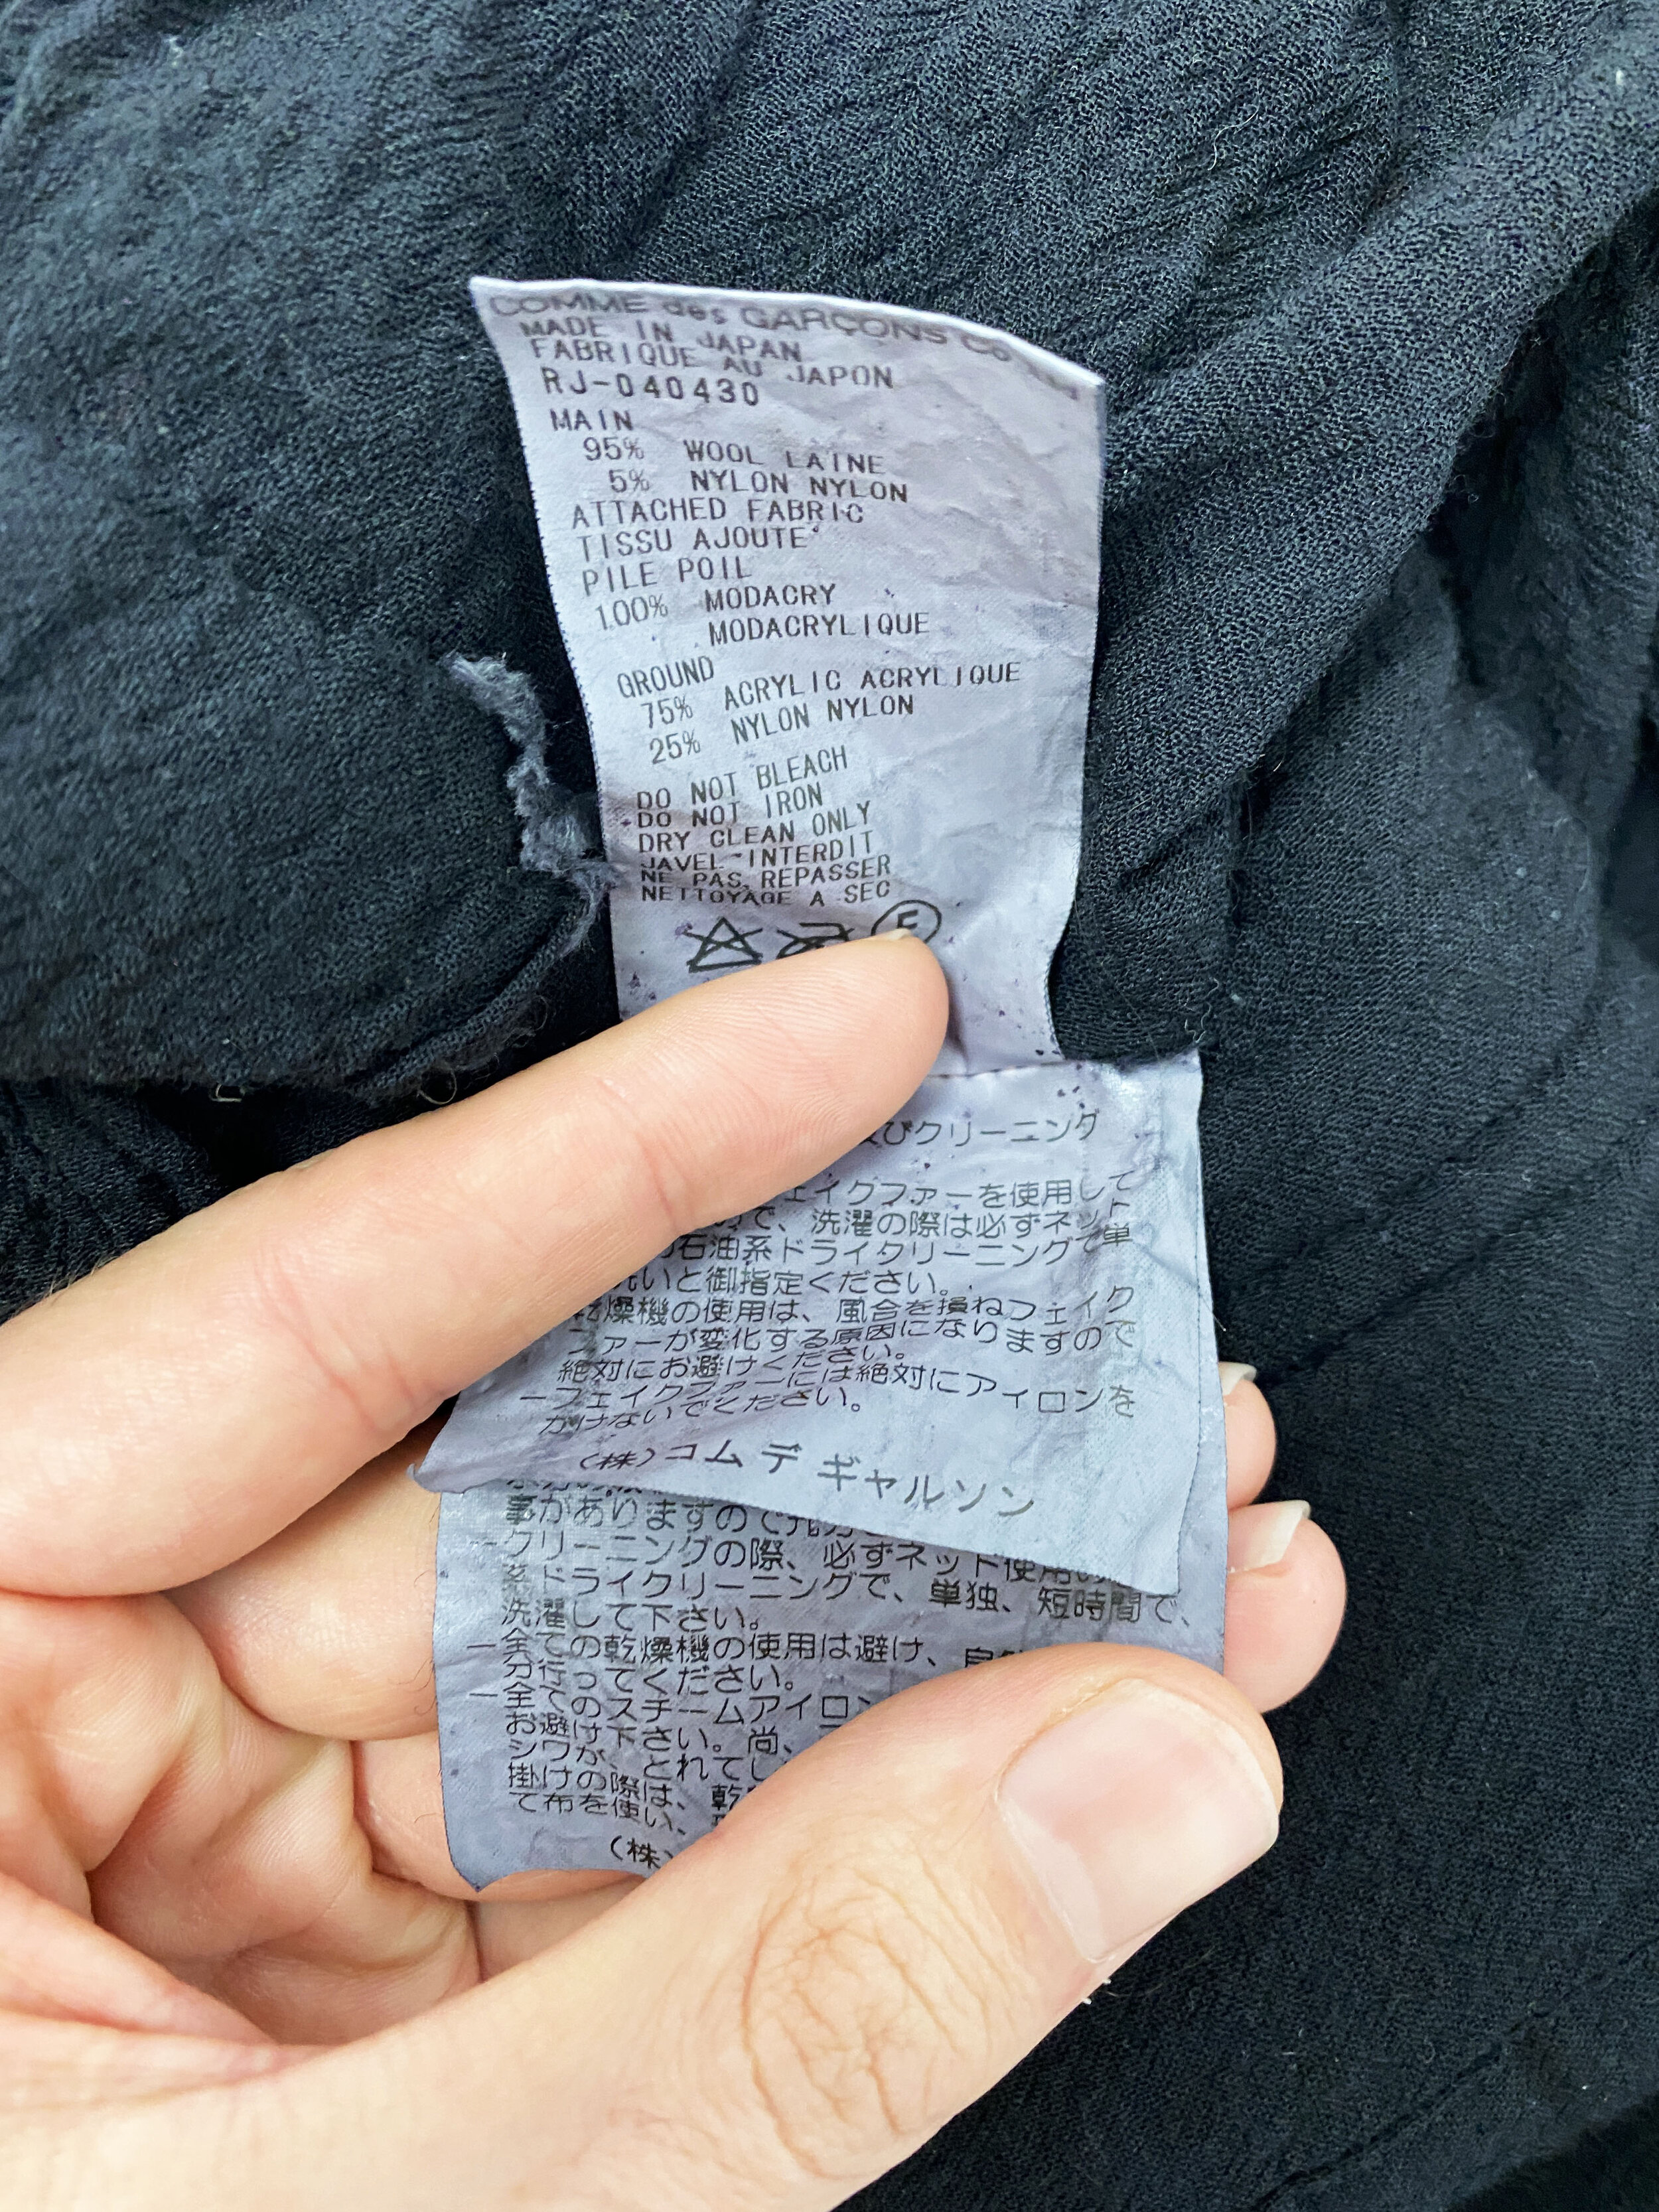 COMME des GARÇONS Co
MADE IN JAPAN
FABRIQUE AU JAPON
RJ-040430
MAIN
95% WOOL LAINE
5% NYLON NYLON
ATTACHED FABRIC
TISSU AJOUTE'
PILE POIL
100% MODACRY
MODACRYLIQUE
GROUND
75% ACRYLIC ACRYLIQUE
25% NYLON NYLON
DO NOT BLEACH
DO NOT IRON
DRY CLEAN ONLY
JAVEL INTERDIT
NE PAS REPASSER
NETTOYAGE A SEC
F
及びクリーニング
ェイクファーを使用して
で、洗濯の際は必ずネット
石油系ドライクリーニングで単
洗いと御指定ください。
乾燥機の使用は、風合を損ねフェイク
ファーが変化する原因になりますので
絶対にお避けください。
一フェイクファーには絶対にアイロンを
かけないでください。
(株)コム デ ギャルソン
事がありますので
-クリーニングの際、必ずネット使用
系ドライクリーニングで、単独、短時間で、
洗濯して下さい。
一全ての乾燥機の使用は避け、
分行ってください。
一全てのスチームアイロン
お避け下さい。尚、
シワが、とれてし
掛けの際は、乾
て布を使い、
(株)